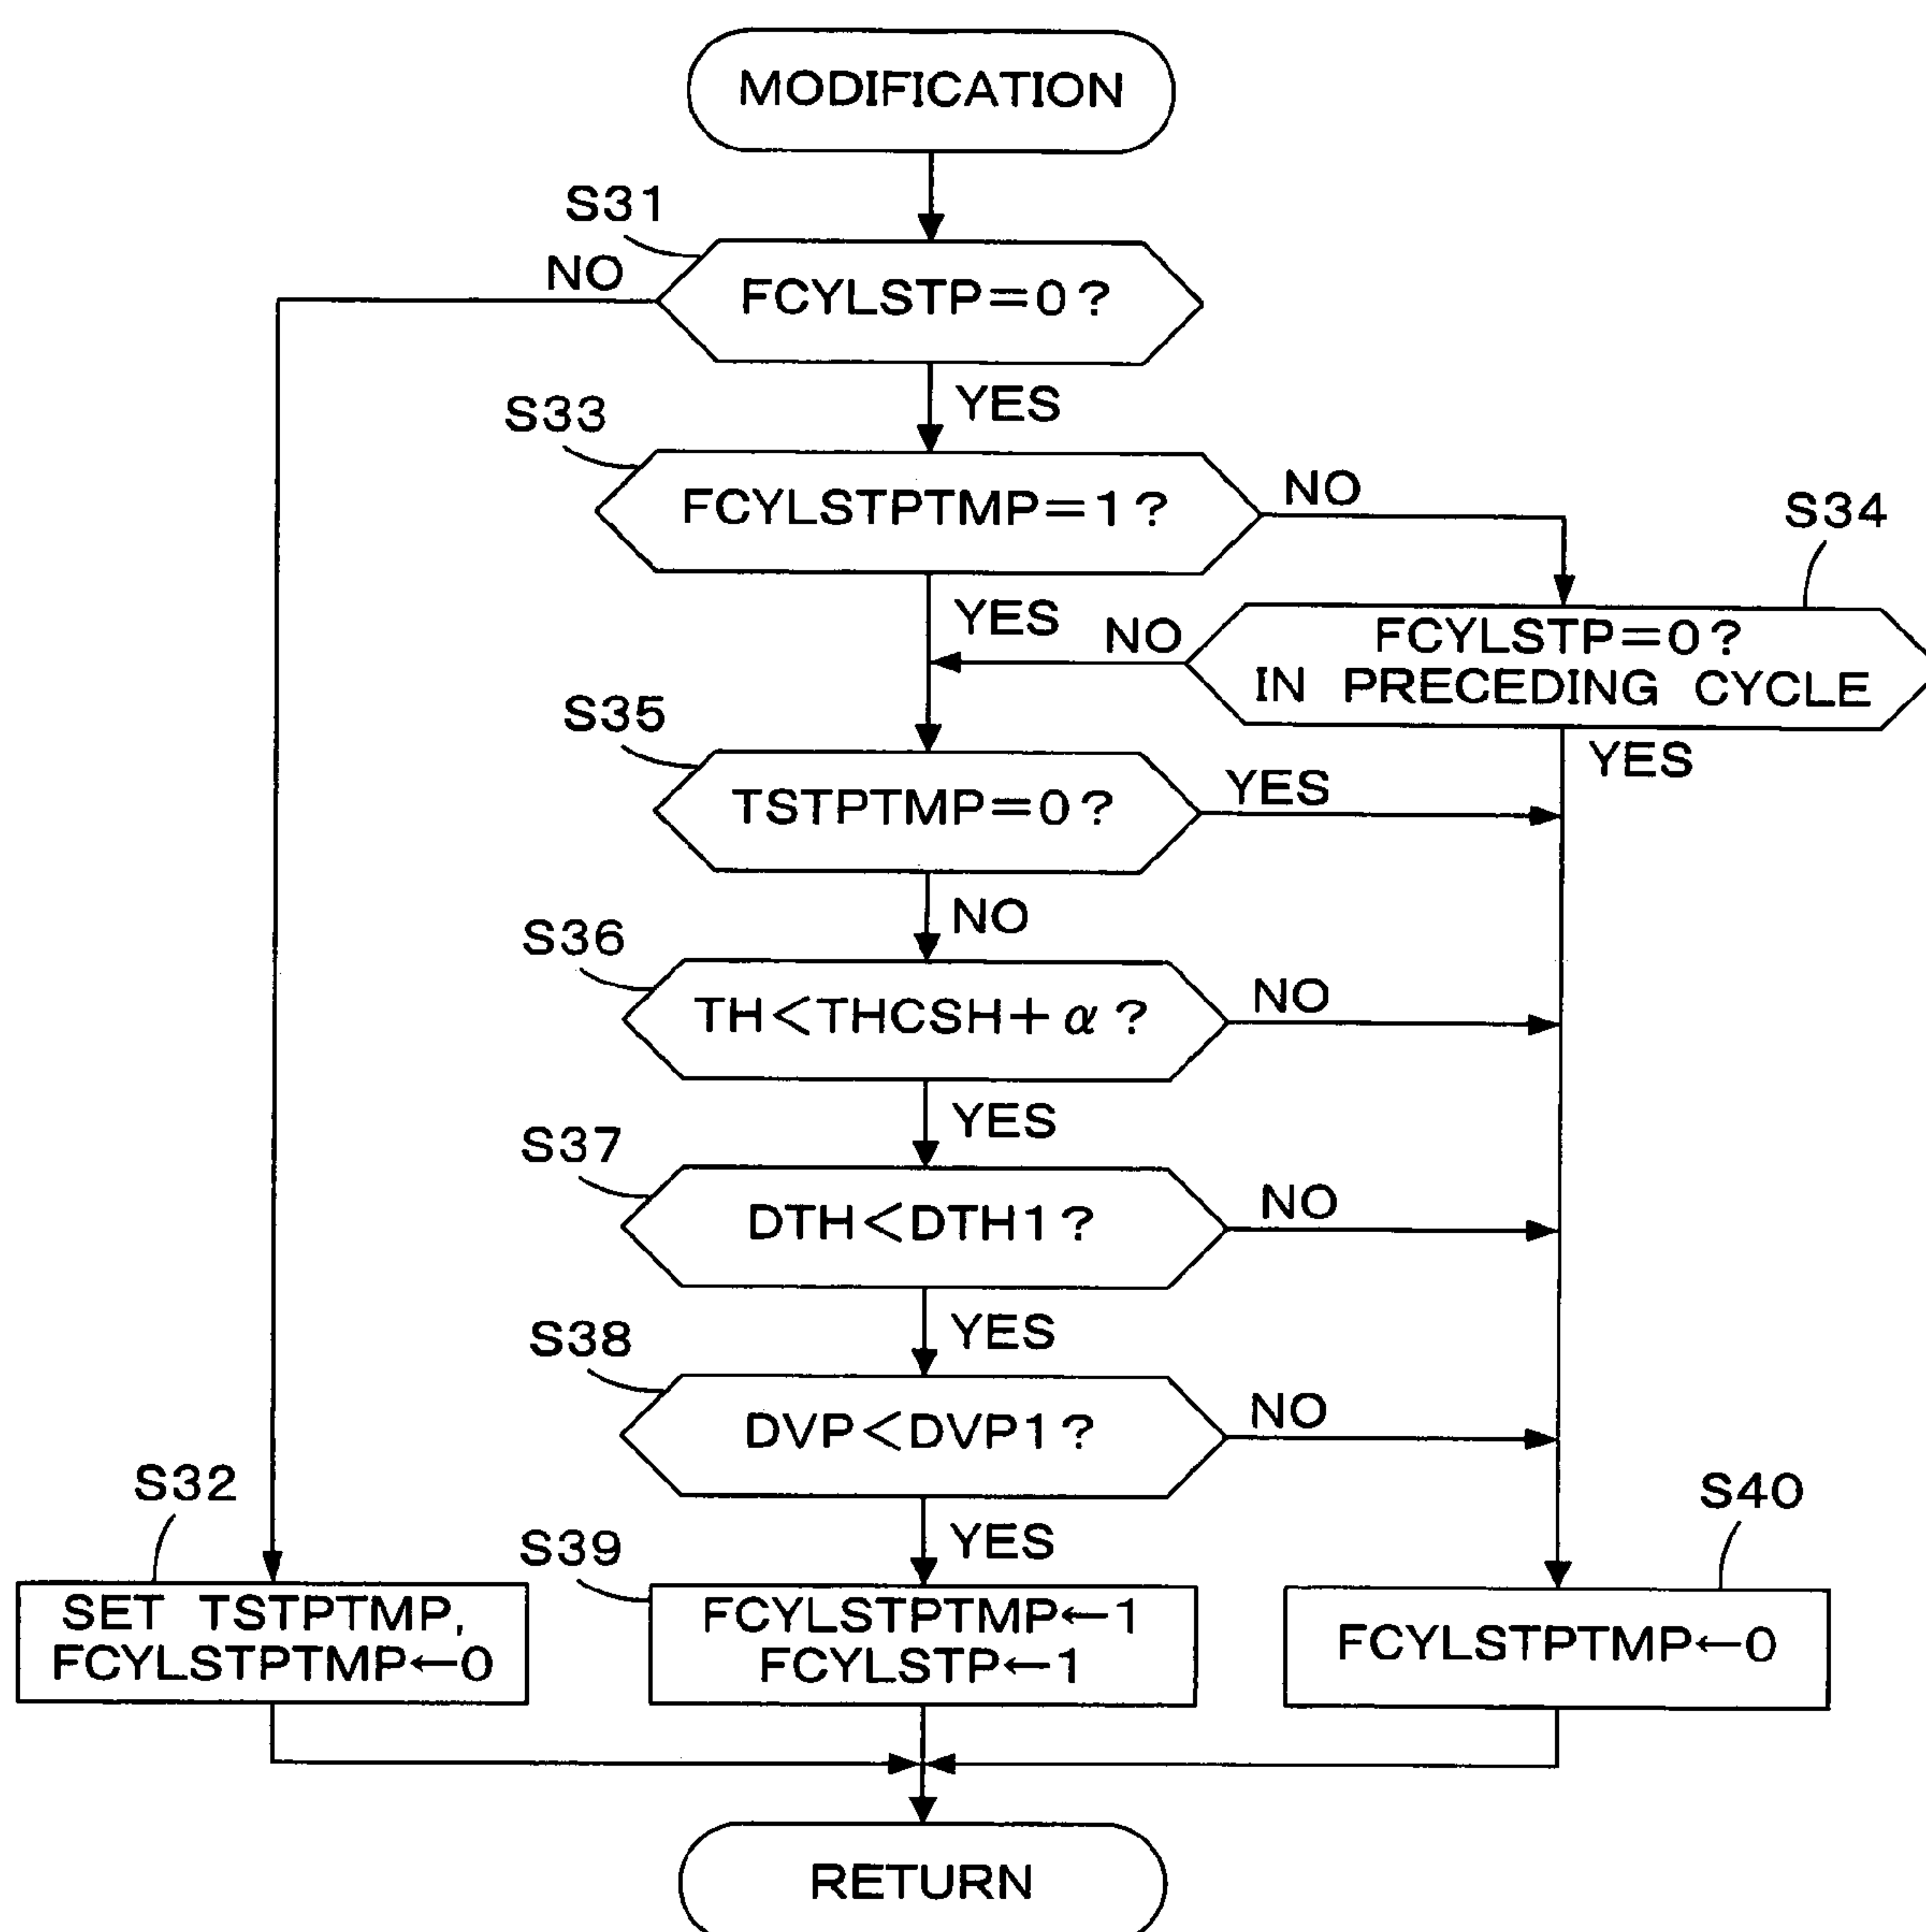 MODIFICATION
S31
NO
FCYLSTP=0?
YES
S33
FCYLSTPTMP=1?
NO
S34
YES
NO
FCYLSTP=0?
IN PRECEDING CYCLE
YES
S35
TSTPTMP=0?
YES
NO
S36
TH<THCSH+α?
NO
YES
S37
DTH<DTH1?
NO
YES
S38
DVP<DVP1?
NO
YES
S32
SET TSTPTMP,
FCYLSTPTMP←0
S39
FCYLSTPTMP←1
FCYLSTP←1
S40
FCYLSTPTMP←0
RETURN